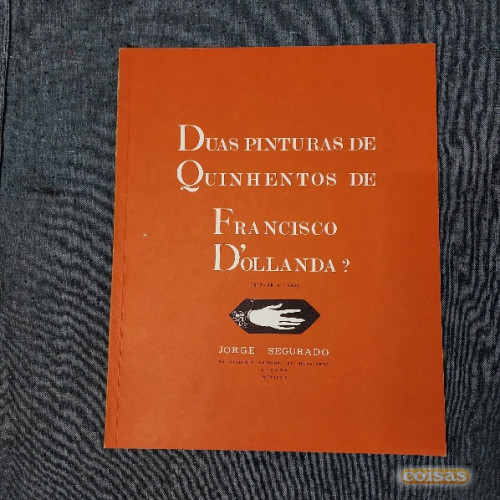 DUAS PINTURAS DE
QUINHENTOS DE
FRANCISCO
D'OLLANDA?
JORGE SEGURADO
coisas